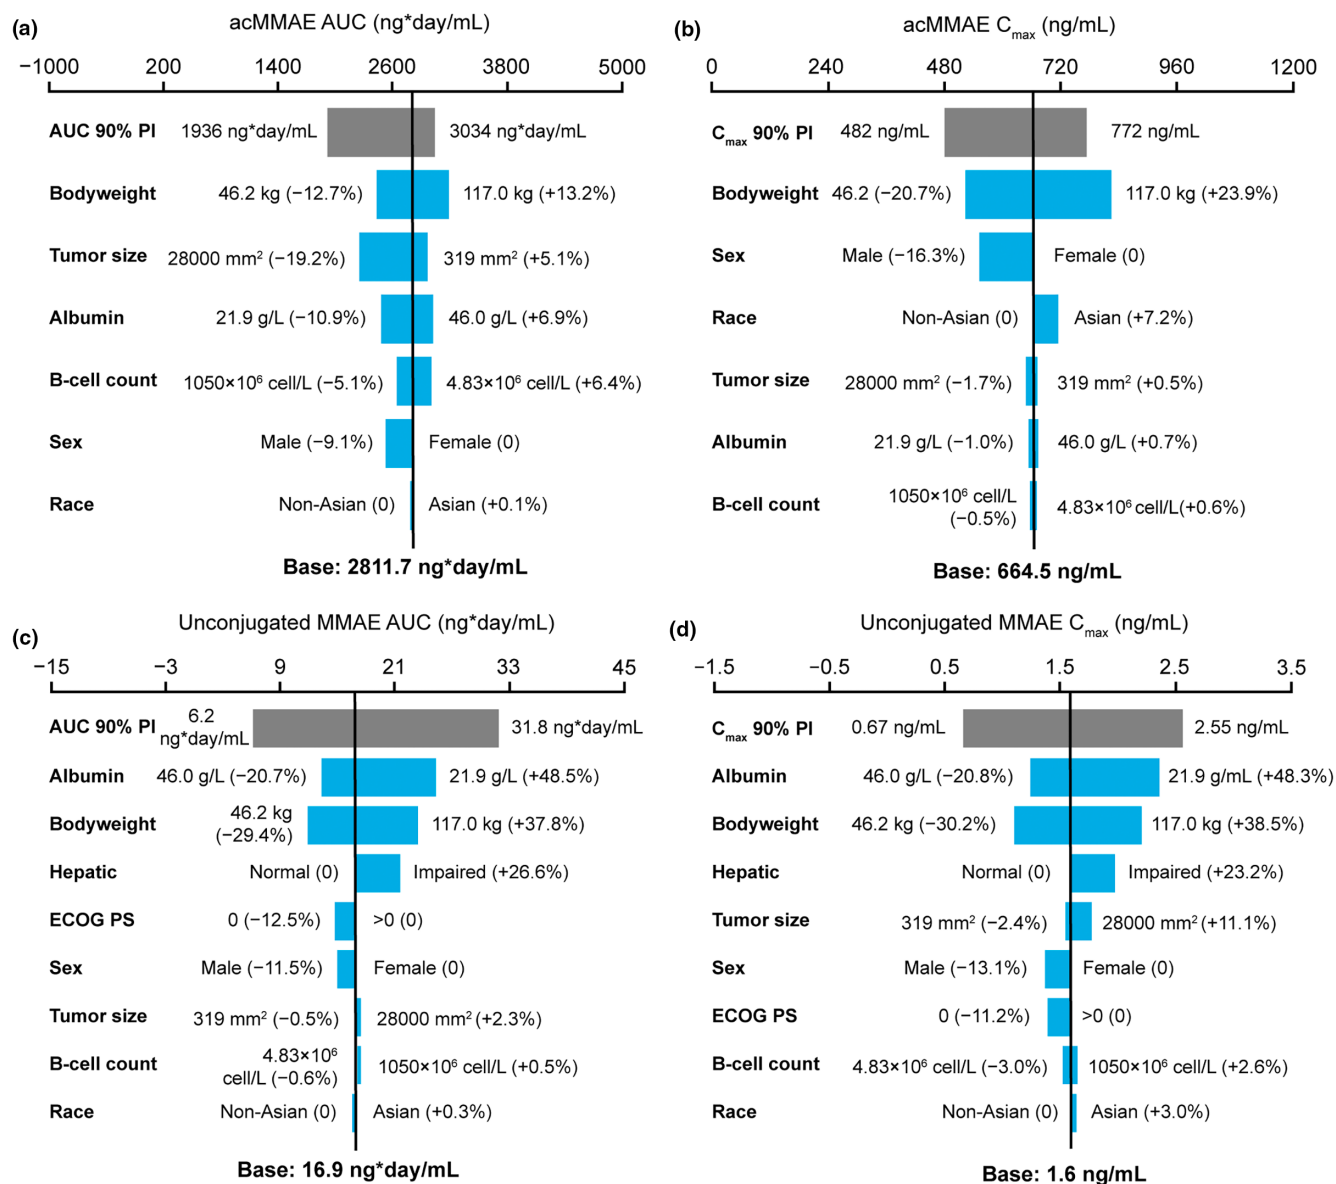 (a)
acMMAE AUC (ng*day/mL)
−1000 200 1400 2600 3800 5000
AUC 90% PI 1936 ng*day/mL 3034 ng*day/mL
Bodyweight 46.2 kg (−12.7%) 117.0 kg (+13.2%)
Tumor size 28000 mm² (−19.2%) 319 mm² (+5.1%)
Albumin 21.9 g/L (−10.9%) 46.0 g/L (+6.9%)
B-cell count 1050×10⁶ cell/L (−5.1%) 4.83×10⁶ cell/L (+6.4%)
Sex Male (−9.1%) Female (0)
Race Non-Asian (0) Asian (+0.1%)
Base: 2811.7 ng*day/mL
(b)
acMMAE Cmax (ng/mL)
0 240 480 720 960 1200
Cmax 90% PI 482 ng/mL 772 ng/mL
Bodyweight 46.2 (−20.7%) 117.0 kg (+23.9%)
Sex Male (−16.3%) Female (0)
Race Non-Asian (0) Asian (+7.2%)
Tumor size 28000 mm² (−1.7%) 319 mm² (+0.5%)
Albumin 21.9 g/L (−1.0%) 46.0 g/L (+0.7%)
B-cell count 1050×10⁶ cell/L
(−0.5%) 4.83×10⁶ cell/L(+0.6%)
Base: 664.5 ng/mL
(c)
Unconjugated MMAE AUC (ng*day/mL)
−15 −3 9 21 33 45
AUC 90% PI 6.2
ng*day/mL 31.8 ng*day/mL
Albumin 46.0 g/L (−20.7%) 21.9 g/L (+48.5%)
Bodyweight 46.2 kg
(−29.4%) 117.0 kg (+37.8%)
Hepatic Normal (0) Impaired (+26.6%)
ECOG PS 0 (−12.5%) >0 (0)
Sex Male (−11.5%) Female (0)
Tumor size 319 mm² (−0.5%) 28000 mm² (+2.3%)
B-cell count 4.83×10⁶
cell/L (−0.6%) 1050×10⁶ cell/L (+0.5%)
Race Non-Asian (0) Asian (+0.3%)
Base: 16.9 ng*day/mL
(d)
Unconjugated MMAE Cmax (ng/mL)
−1.5 −0.5 0.5 1.5 2.5 3.5
Cmax 90% PI 0.67 ng/mL 2.55 ng/mL
Albumin 46.0 g/L (−20.8%) 21.9 g/mL (+48.3%)
Bodyweight 46.2 kg (−30.2%) 117.0 kg (+38.5%)
Hepatic Normal (0) Impaired (+23.2%)
Tumor size 319 mm² (−2.4%) 28000 mm² (+11.1%)
Sex Male (−13.1%) Female (0)
ECOG PS 0 (−11.2%) >0 (0)
B-cell count 4.83×10⁶ cell/L (−3.0%) 1050×10⁶ cell/L (+2.6%)
Race Non-Asian (0) Asian (+3.0%)
Base: 1.6 ng/mL